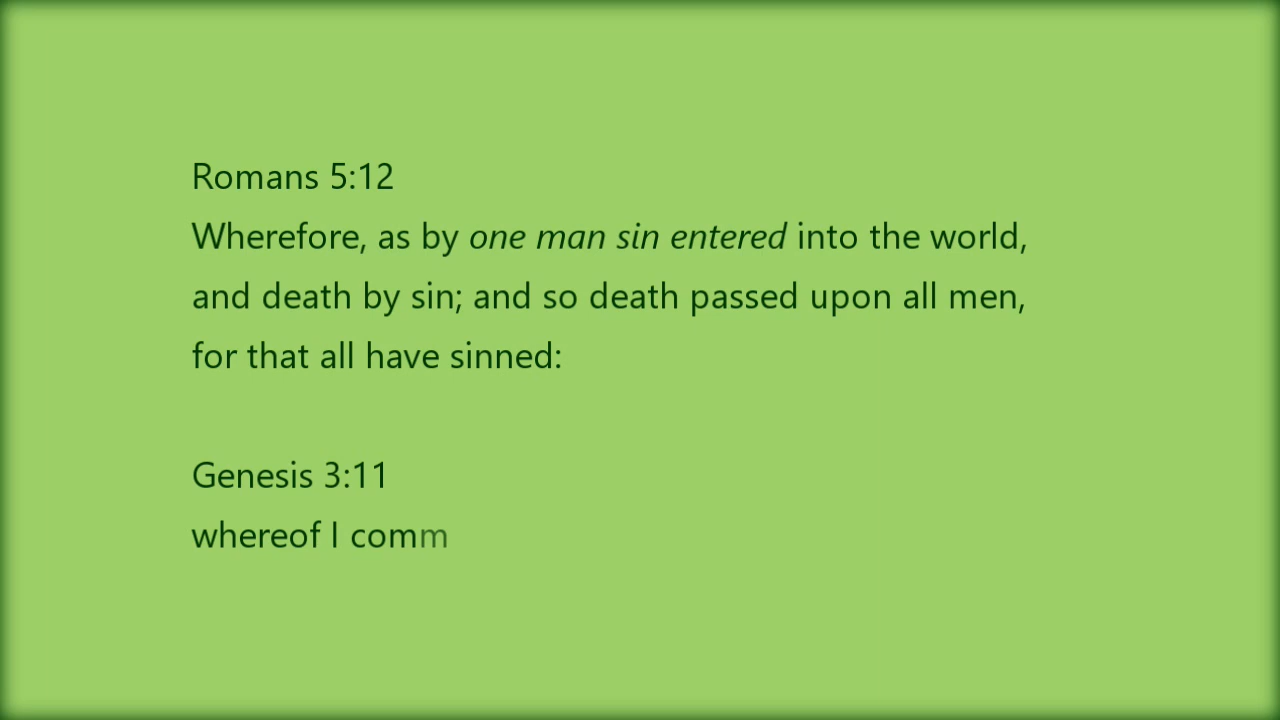 Romans 5:12
Wherefore, as by one man sin entered into the world,
and death by sin; and so death passed upon all men,
for that all have sinned:
Genesis 3:11
whereof I comm